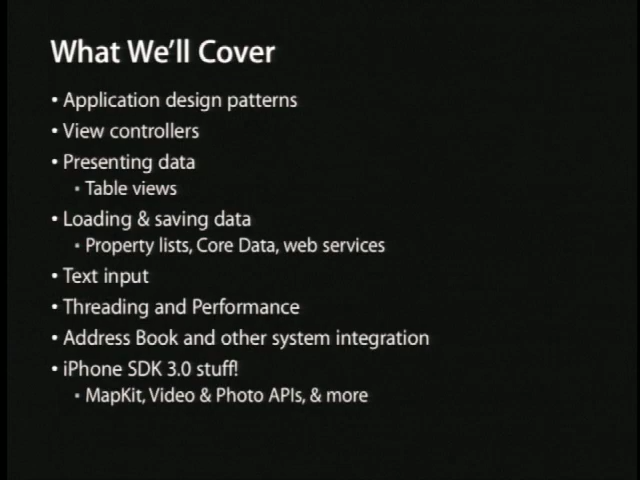 What We'll Cover
• Application design patterns
• View controllers
• Presenting data
▪ Table views
• Loading & saving data
▪ Property lists, Core Data, web services
• Text input
• Threading and Performance
• Address Book and other system integration
• iPhone SDK 3.0 stuff!
▪ MapKit, Video & Photo APIs, & more